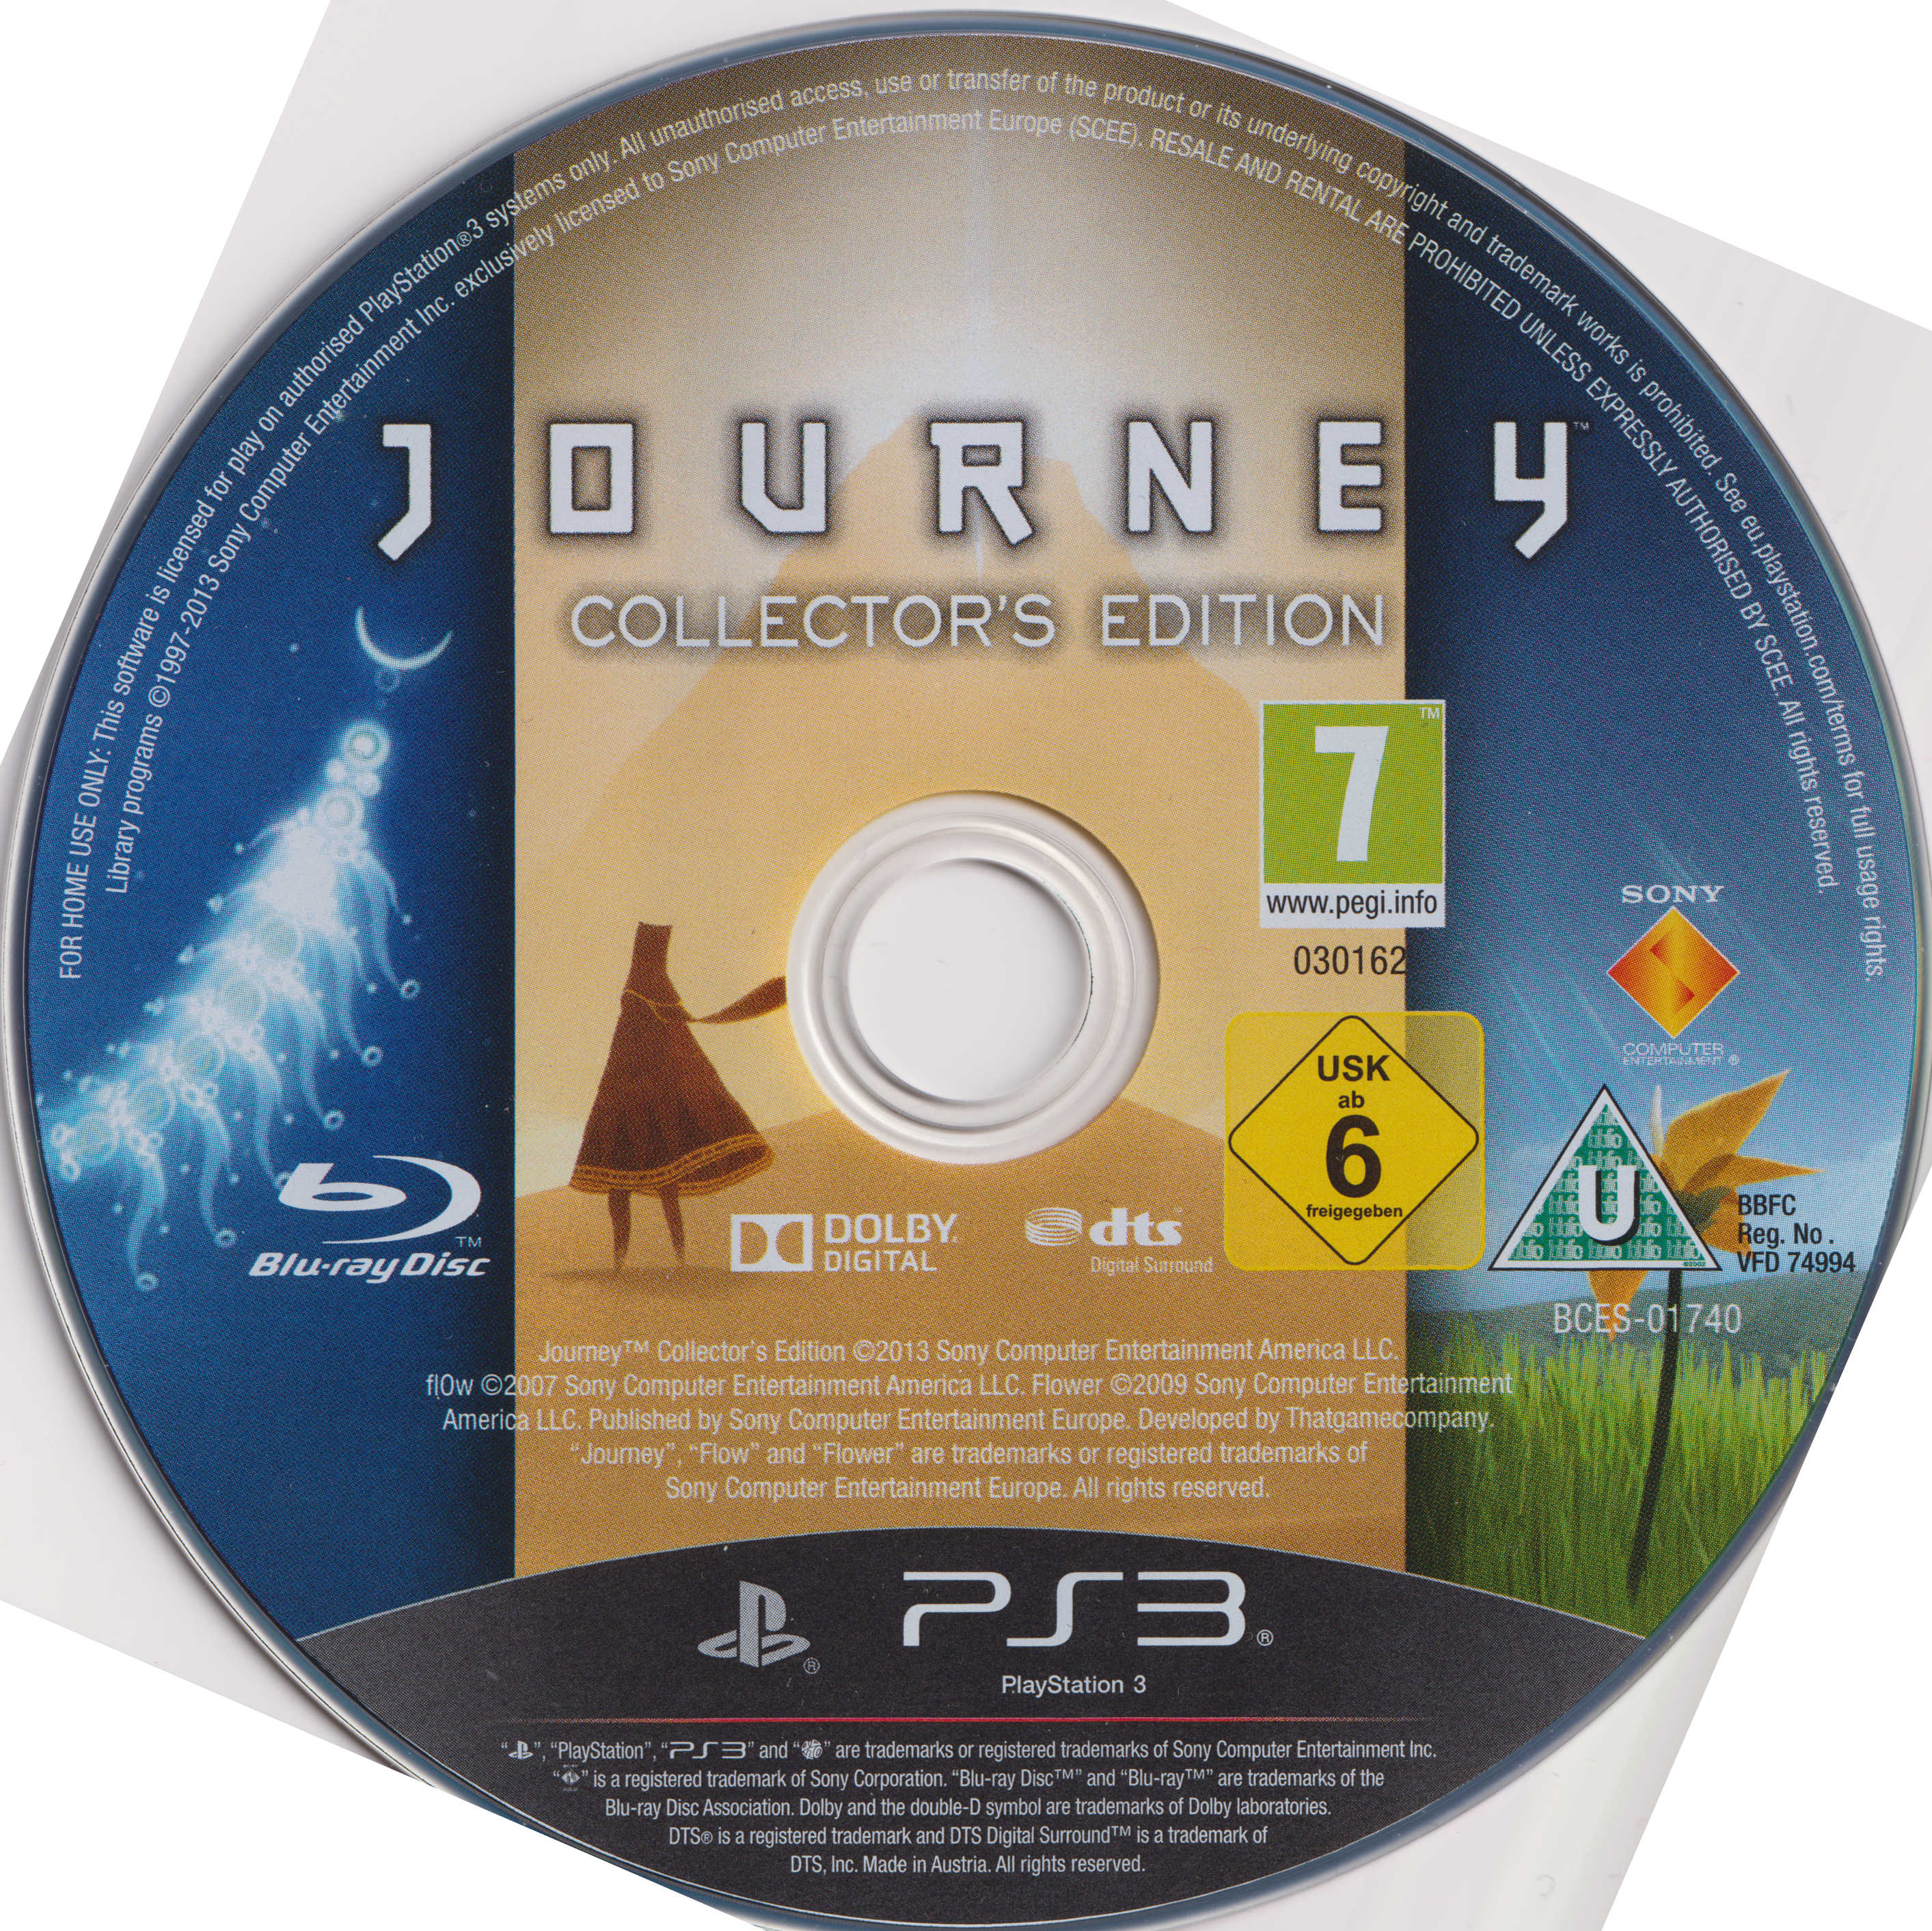 FOR HOME USE ONLY: This software is licensed for play on authorised PlayStation®3 systems only. All unauthorised access, use or transfer of the product or its underlying copyright and trademark works is prohibited. See eu.playstation.com/terms for full usage rights.
Library programs ©1997-2013 Sony Computer Entertainment Inc. exclusively licensed to Sony Computer Entertainment Europe (SCEE). RESALE AND RENTAL ARE PROHIBITED UNLESS EXPRESSLY AUTHORISED BY SCEE. All rights reserved.
JOURNEY™
COLLECTOR'S EDITION
7™
www.pegi.info
030162
SONY
COMPUTER
ENTERTAINMENT®
USK
ab
6
freigegeben
U
©2002
BBFC
Reg. No.
VFD 74994
BCES-01740
Blu-ray Disc™
DOLBY
DIGITAL
dts
Digital Surround
Journey™ Collector's Edition ©2013 Sony Computer Entertainment America LLC.
fl0w ©2007 Sony Computer Entertainment America LLC. Flower ©2009 Sony Computer Entertainment
America LLC. Published by Sony Computer Entertainment Europe. Developed by Thatgamecompany.
“Journey”, “Flow” and “Flower” are trademarks or registered trademarks of
Sony Computer Entertainment Europe. All rights reserved.
PS3®
PlayStation 3
“ ”, “PlayStation”, “PS3” and “ ” are trademarks or registered trademarks of Sony Computer Entertainment Inc.
“ ” is a registered trademark of Sony Corporation. “Blu-ray Disc™” and “Blu-ray™” are trademarks of the
Blu-ray Disc Association. Dolby and the double-D symbol are trademarks of Dolby laboratories.
DTS® is a registered trademark and DTS Digital Surround™ is a trademark of
DTS, Inc. Made in Austria. All rights reserved.